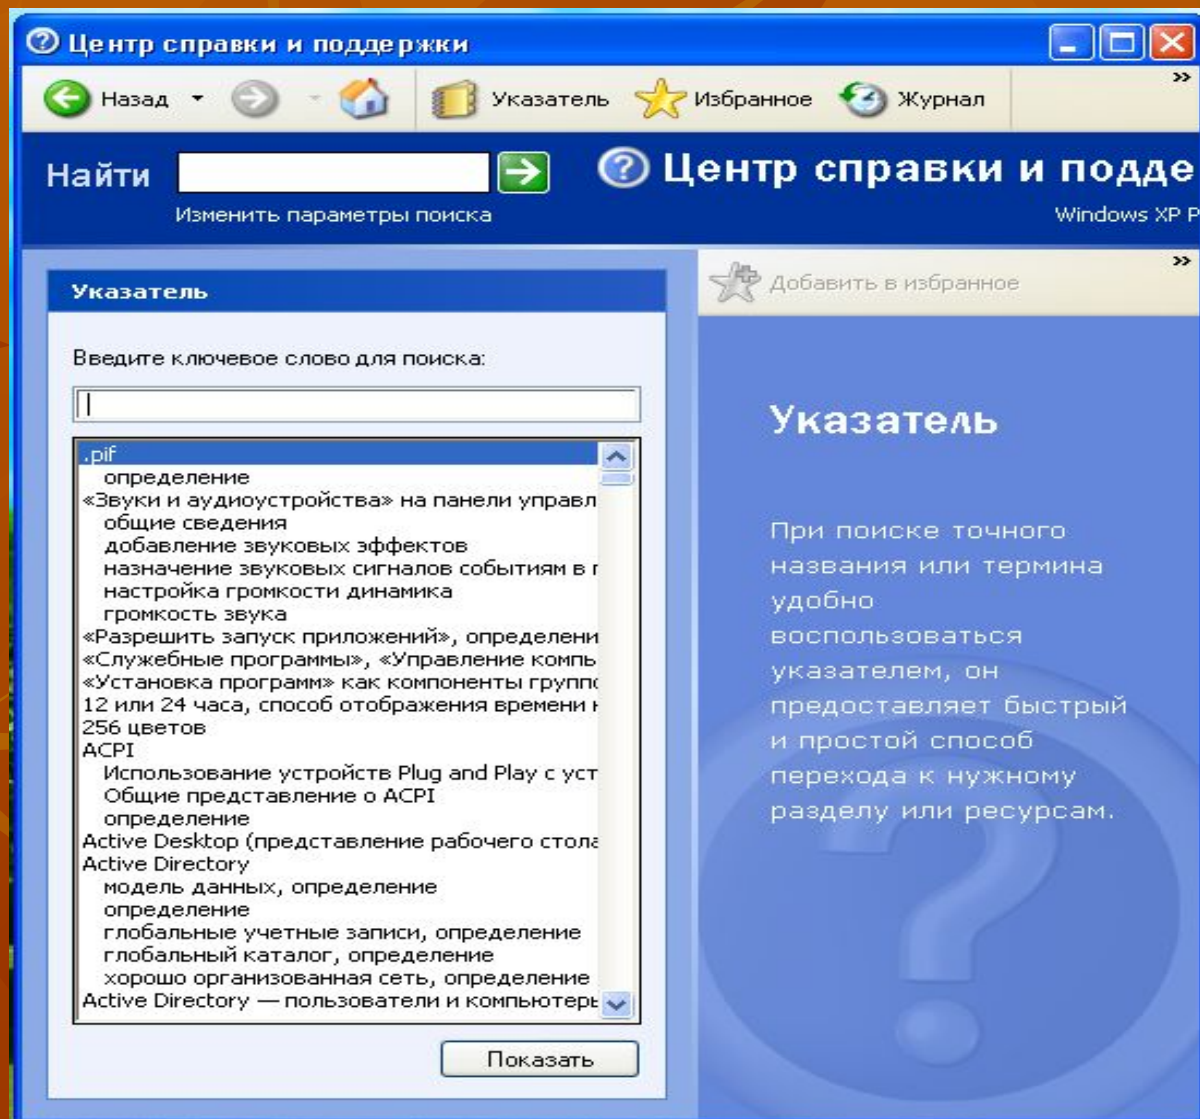 Центр справки и поддержки
Назад Указатель Избранное Журнал »
Найти
Изменить параметры поиска
Центр справки и подде
Windows XP P
Указатель
Введите ключевое слово для поиска:
.pif
определение
«Звуки и аудиоустройства» на панели управл
общие сведения
добавление звуковых эффектов
назначение звуковых сигналов событиям в п
настройка громкости динамика
громкость звука
«Разрешить запуск приложений», определени
«Служебные программы», «Управление компь
«Установка программ» как компоненты группо
12 или 24 часа, способ отображения времени н
256 цветов
ACPI
Использование устройств Plug and Play с уст
Общие представление о ACPI
определение
Active Desktop (представление рабочего стола
Active Directory
модель данных, определение
определение
глобальные учетные записи, определение
глобальный каталог, определение
хорошо организованная сеть, определение
Active Directory — пользователи и компьютеры
Показать
Добавить в избранное »
Указатель
При поиске точного
названия или термина
удобно
воспользоваться
указателем, он
предоставляет быстрый
и простой способ
перехода к нужному
разделу или ресурсам.